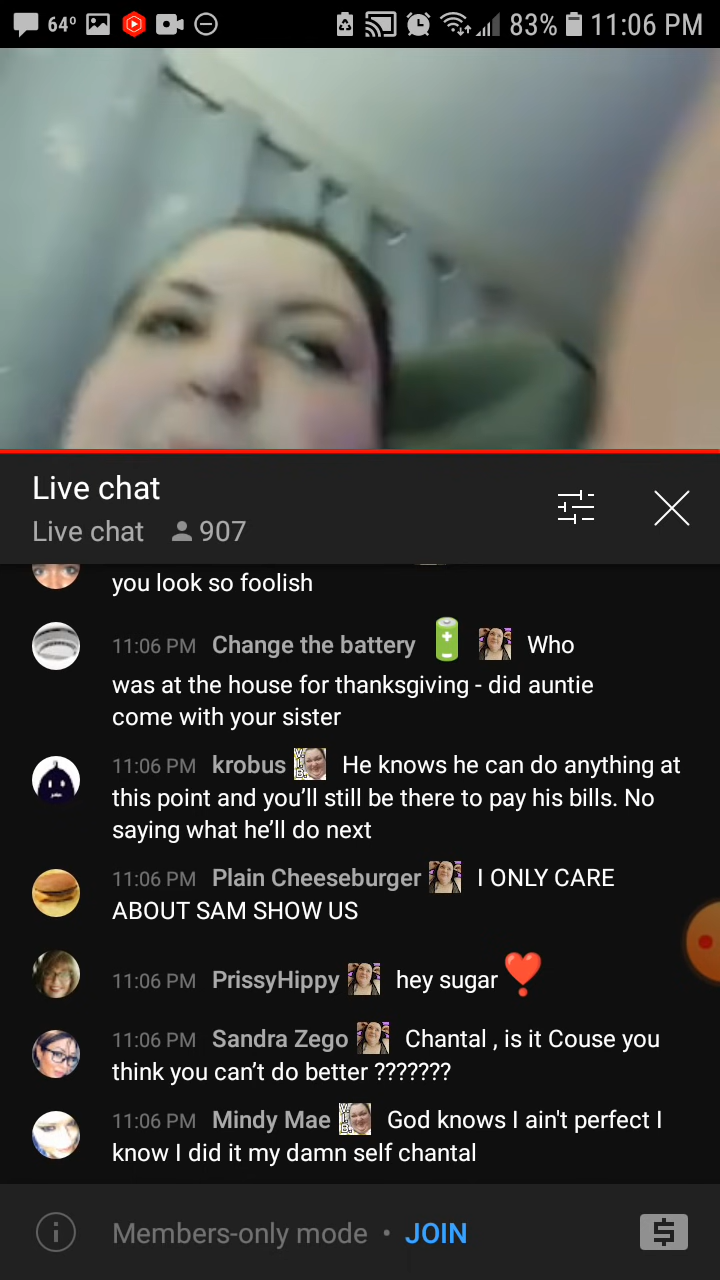 64° 83% 11:06 PM
Live chat
Live chat 907
you look so foolish
11:06 PM Change the battery 🔋 Who
was at the house for thanksgiving - did auntie
come with your sister
11:06 PM krobus He knows he can do anything at
this point and you'll still be there to pay his bills. No
saying what he'll do next
11:06 PM Plain Cheeseburger I ONLY CARE
ABOUT SAM SHOW US
11:06 PM PrissyHippy hey sugar ❣
11:06 PM Sandra Zego Chantal , is it Couse you
think you can't do better ???????
11:06 PM Mindy Mae God knows I ain't perfect I
know I did it my damn self chantal
Members-only mode • JOIN